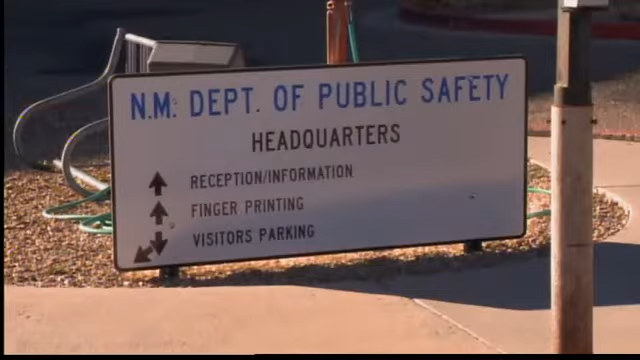 N.M. DEPT. OF PUBLIC SAFETY
HEADQUARTERS
RECEPTION/INFORMATION
FINGER PRINTING
VISITORS PARKING